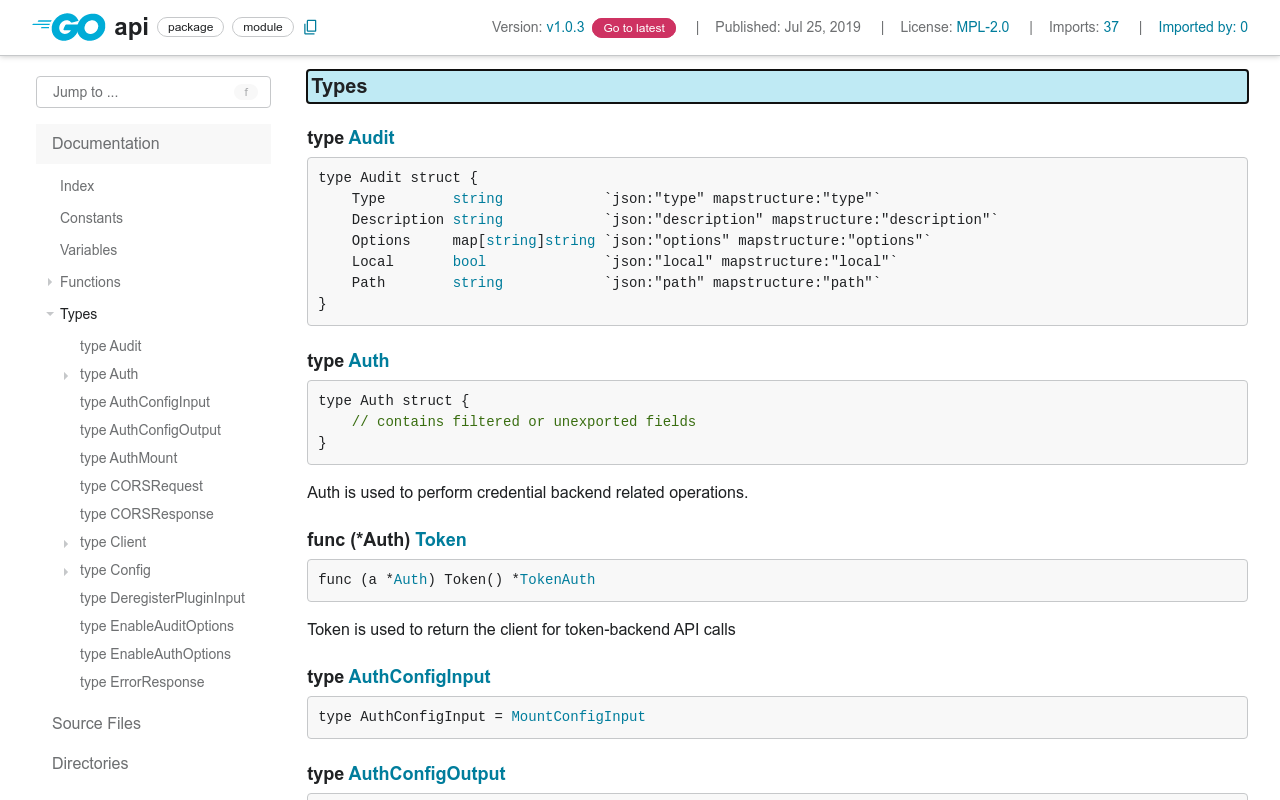 GO api package module Version: v1.0.3 Go to latest | Published: Jul 25, 2019 | License: MPL-2.0 | Imports: 37 | Imported by: 0
Jump to ... f
Documentation
Index
Constants
Variables
Functions
Types
type Audit
type Auth
type AuthConfigInput
type AuthConfigOutput
type AuthMount
type CORSRequest
type CORSResponse
type Client
type Config
type DeregisterPluginInput
type EnableAuditOptions
type EnableAuthOptions
type ErrorResponse
Source Files
Directories
Types
type Audit
type Audit struct {
    Type        string            `json:"type" mapstructure:"type"`
    Description string            `json:"description" mapstructure:"description"`
    Options     map[string]string `json:"options" mapstructure:"options"`
    Local       bool              `json:"local" mapstructure:"local"`
    Path        string            `json:"path" mapstructure:"path"`
}
type Auth
type Auth struct {
    // contains filtered or unexported fields
}
Auth is used to perform credential backend related operations.
func (*Auth) Token
func (a *Auth) Token() *TokenAuth
Token is used to return the client for token-backend API calls
type AuthConfigInput
type AuthConfigInput = MountConfigInput
type AuthConfigOutput